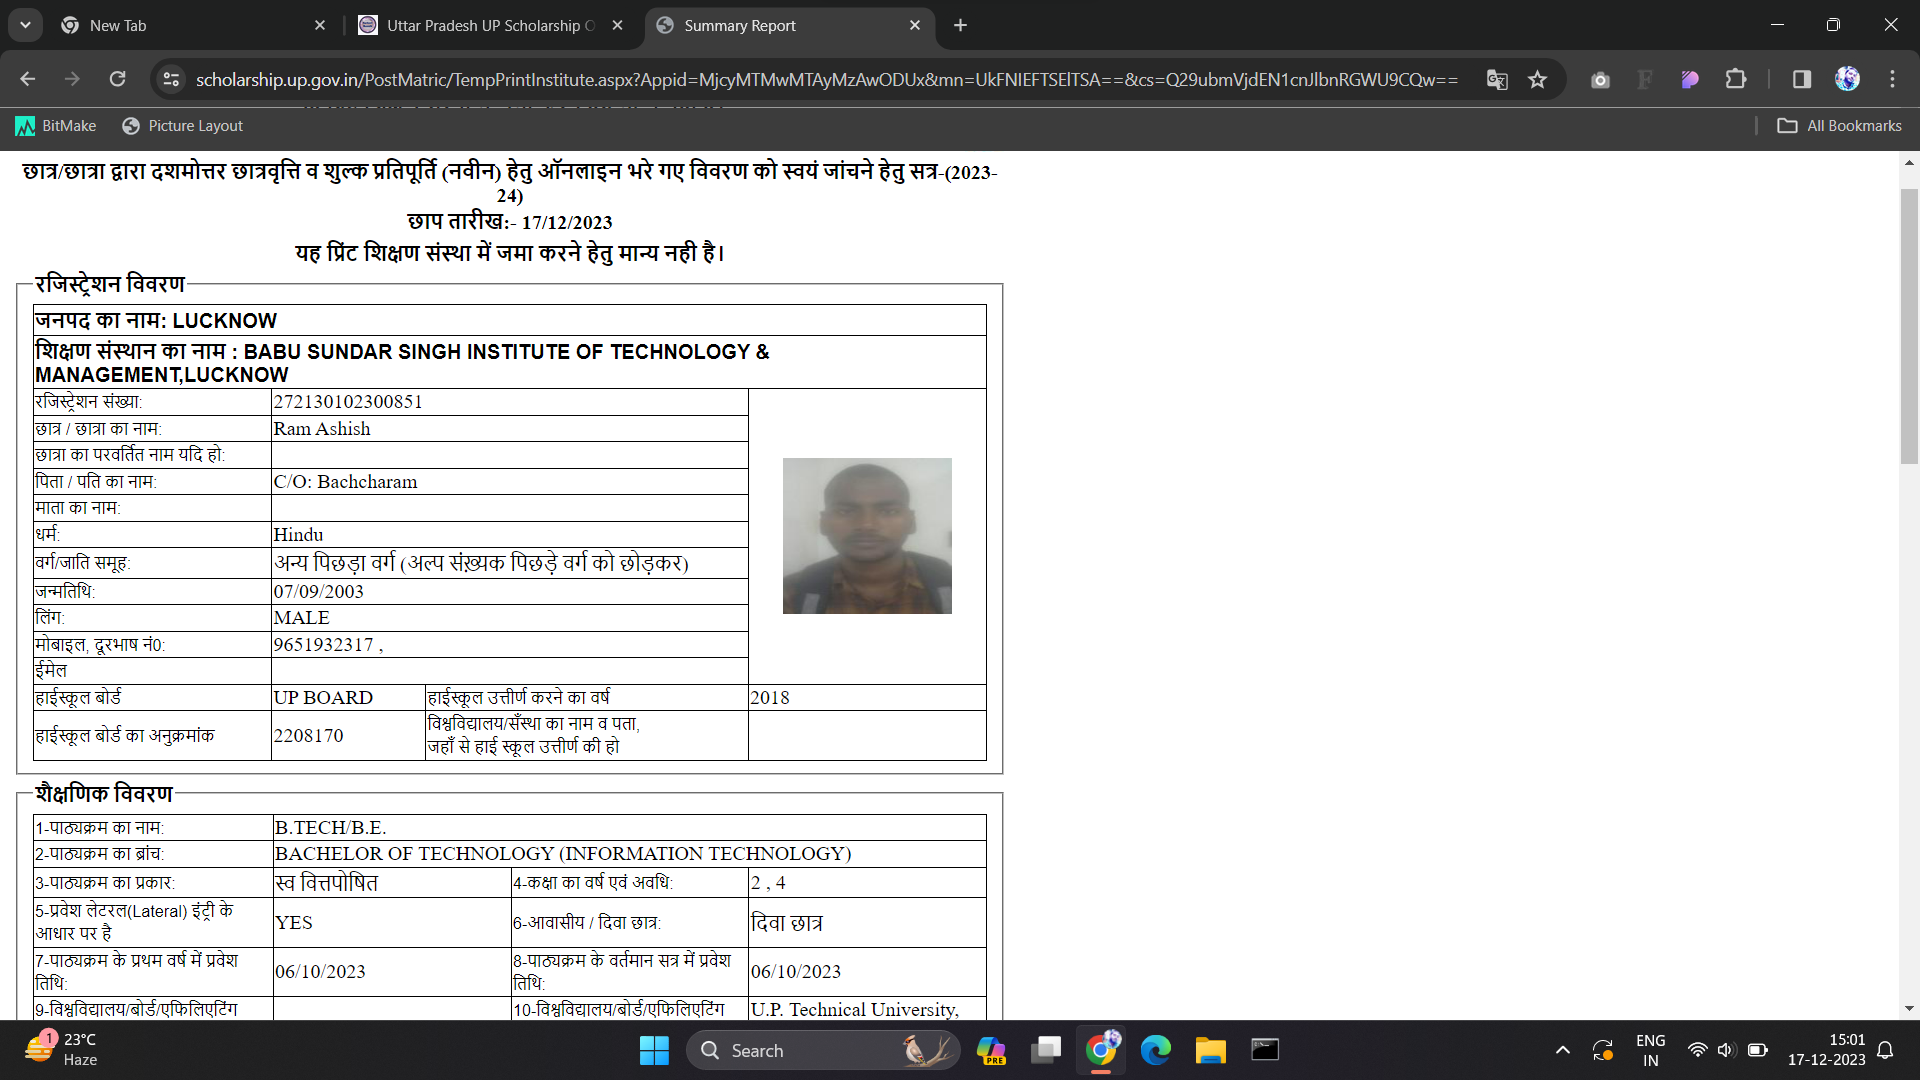 New Tab
Uttar Pradesh UP Scholarship O
Summary Report
scholarship.up.gov.in/PostMatric/TempPrintInstitute.aspx?Appid=MjcyMTMwMTAyMzAwODUx&mn=UkFNIEFTSElTSA==&cs=Q29ubmVjdEN1cnJlbnRGWU9CQw==
BitMake
Picture Layout
All Bookmarks
छात्र/छात्रा द्वारा दशमोत्तर छात्रवृत्ति व शुल्क प्रतिपूर्ति (नवीन) हेतु ऑनलाइन भरे गए विवरण को स्वयं जांचने हेतु सत्र-(2023-
24)
छाप तारीख:- 17/12/2023
यह प्रिंट शिक्षण संस्था में जमा करने हेतु मान्य नही है।
रजिस्ट्रेशन विवरण
जनपद का नाम: LUCKNOW
शिक्षण संस्थान का नाम : BABU SUNDAR SINGH INSTITUTE OF TECHNOLOGY &
MANAGEMENT,LUCKNOW
रजिस्ट्रेशन संख्या: 272130102300851
छात्र / छात्रा का नाम: Ram Ashish
छात्रा का परवर्तित नाम यदि हो:
पिता / पति का नाम: C/O: Bachcharam
माता का नाम:
धर्म: Hindu
वर्ग/जाति समूह: अन्य पिछड़ा वर्ग (अल्प संख़्यक पिछड़े वर्ग को छोड़कर)
जन्मतिथि: 07/09/2003
लिंग: MALE
मोबाइल, दूरभाष नं0: 9651932317 ,
ईमेल
हाईस्कूल बोर्ड UP BOARD हाईस्कूल उत्तीर्ण करने का वर्ष 2018
हाईस्कूल बोर्ड का अनुक्रमांक 2208170 विश्वविद्यालय/सँस्था का नाम व पता,
जहाँ से हाई स्कूल उत्तीर्ण की हो
शैक्षणिक विवरण
1-पाठ्यक्रम का नाम: B.TECH/B.E.
2-पाठ्यक्रम का ब्रांच: BACHELOR OF TECHNOLOGY (INFORMATION TECHNOLOGY)
3-पाठ्यक्रम का प्रकार: स्व वित्तपोषित 4-कक्षा का वर्ष एवं अवधि: 2 , 4
5-प्रवेश लेटरल(Lateral) इंट्री के
आधार पर है YES 6-आवासीय / दिवा छात्र: दिवा छात्र
7-पाठ्यक्रम के प्रथम वर्ष में प्रवेश
तिथि: 06/10/2023 8-पाठ्यक्रम के वर्तमान सत्र में प्रवेश
तिथि: 06/10/2023
9-विश्वविद्यालय/बोर्ड/एफिलिएटिंग 10-विश्वविद्यालय/बोर्ड/एफिलिएटिंग U.P. Technical University,
1
23°C
Haze
Search
PRE
ENG
IN
15:01
17-12-2023